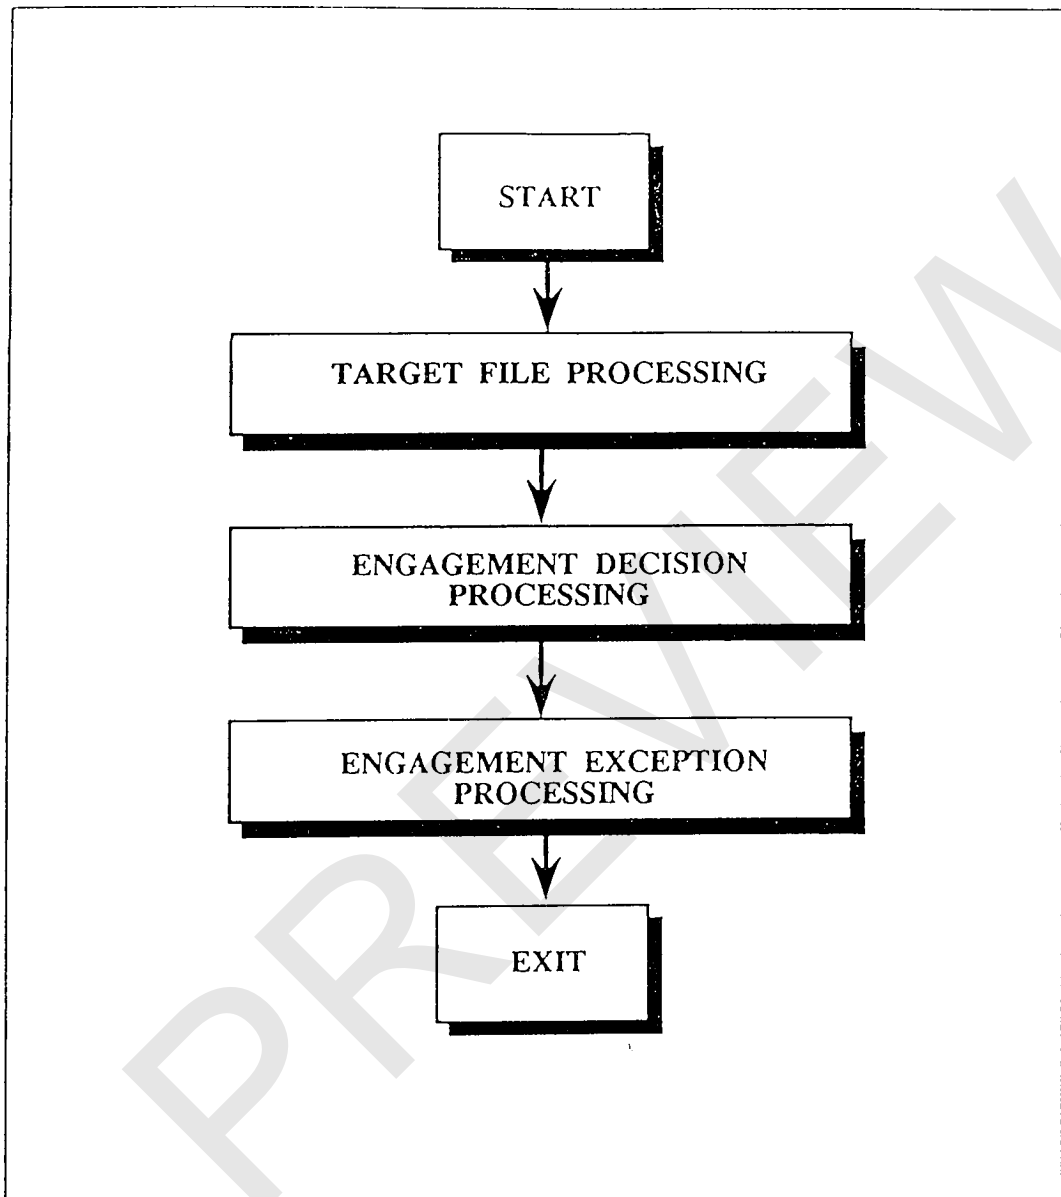 START
TARGET FILE PROCESSING
ENGAGEMENT DECISION
PROCESSING
ENGAGEMENT EXCEPTION
PROCESSING
EXIT
PREVIEW